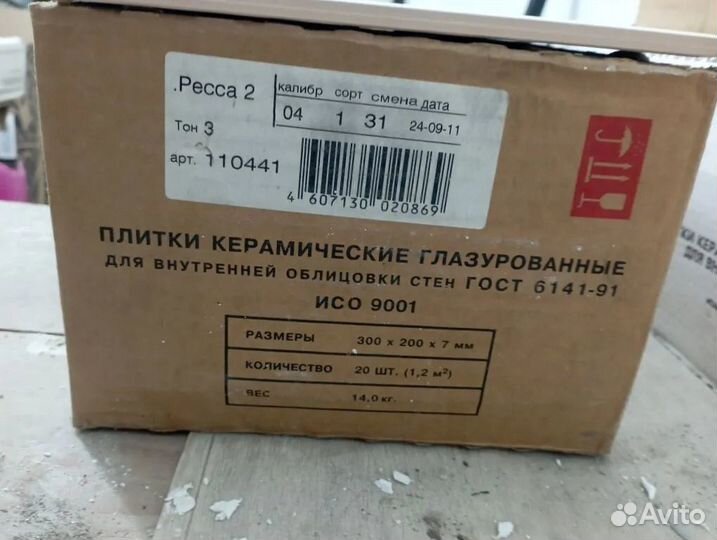 .Ресса 2
калибр сорт смена дата
04 1 31 24-09-11
Тон 3
арт. 110441
4 607130 020869
ПЛИТКИ КЕРАМИЧЕСКИЕ ГЛАЗУРОВАННЫЕ
ДЛЯ ВНУТРЕННЕЙ ОБЛИЦОВКИ СТЕН ГОСТ 6141-91
ИСО 9001
РАЗМЕРЫ 300 х 200 х 7 мм
КОЛИЧЕСТВО 20 ШТ. (1,2 м²)
ВЕС 14,0 кг.
Avito